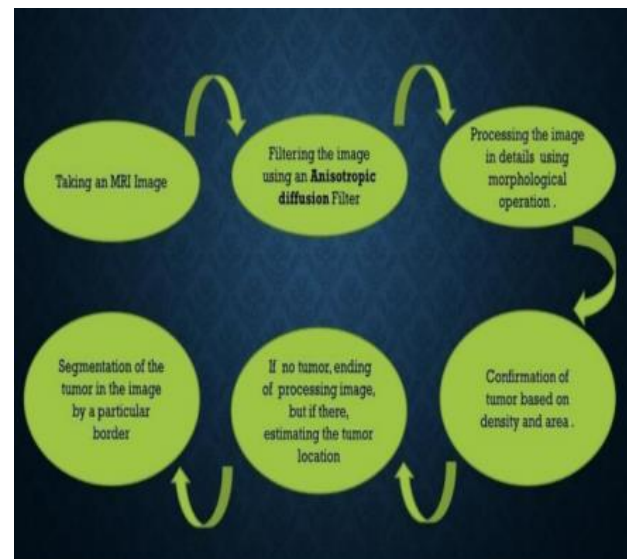 Taking an MRI Image
Filtering the image
using an Anisotropic
diffusion Filter
Processing the image
in details using
morphological
operation .
Confirmation of
tumor based on
density and area .
If no tumor, ending
of processing image,
but if there,
estimating the tumor
location
Segmentation of the
tumor in the image
by a particular
border